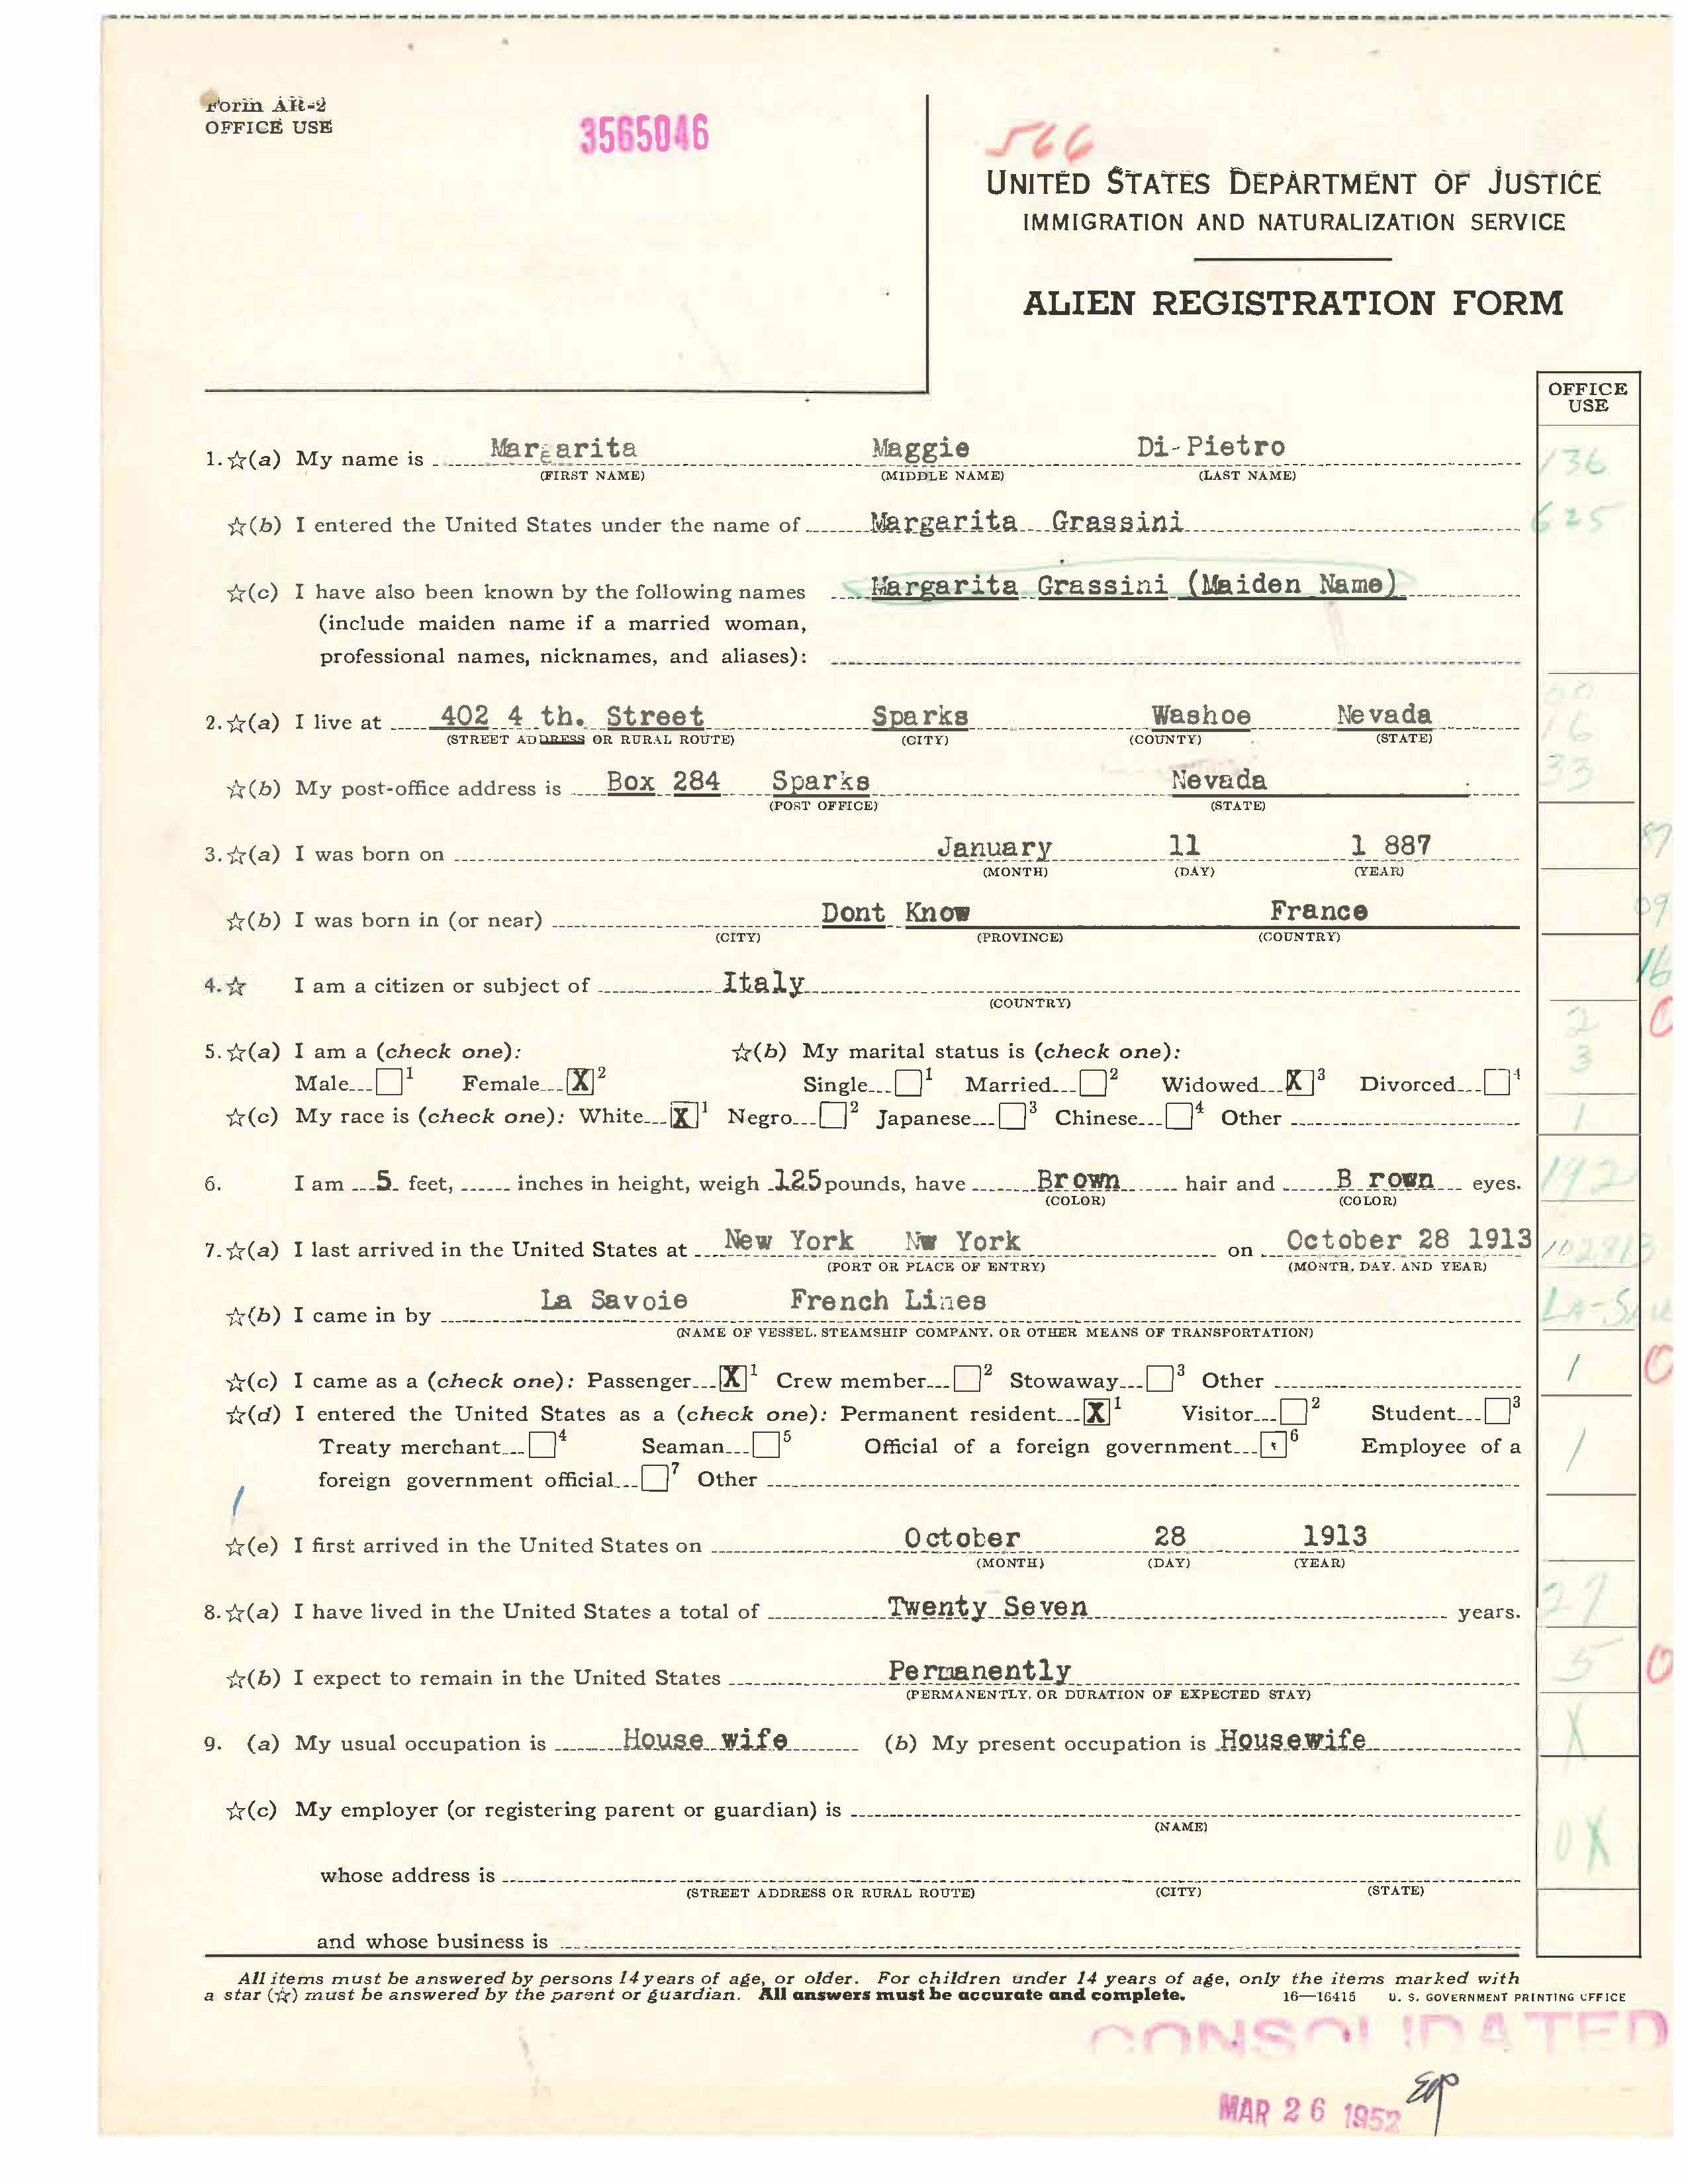 Form AR-2
OFFICE USE
3565046
566
UNITED STATES DEPARTMENT OF JUSTICE
IMMIGRATION AND NATURALIZATION SERVICE
ALIEN REGISTRATION FORM
OFFICE
USE
1.☆(a) My name is Margarita Maggie Di-Pietro
(FIRST NAME) (MIDDLE NAME) (LAST NAME)
136
☆(b) I entered the United States under the name of Margarita Grassini
625
☆(c) I have also been known by the following names Margarita Grassini (Maiden Name)
(include maiden name if a married woman,
professional names, nicknames, and aliases):
00
2.☆(a) I live at 402 4 th. Street Sparks Washoe Nevada
16
(STREET ADDRESS OR RURAL ROUTE) (CITY) (COUNTY) (STATE)
33
☆(b) My post-office address is Box 284 Sparks Nevada
(POST OFFICE) (STATE)
87
3.☆(a) I was born on January 11 1 887
(MONTH) (DAY) (YEAR)
09
☆(b) I was born in (or near) Dont Know France
(CITY) (PROVINCE) (COUNTRY)
16
4.☆ I am a citizen or subject of Italy
(COUNTRY)
2
5.☆(a) I am a (check one): ☆(b) My marital status is (check one):
3
Male 1 Female X 2 Single 1 Married 2 Widowed X 3 Divorced 4
☆(c) My race is (check one): White X 1 Negro 2 Japanese 3 Chinese 4 Other
1
6. I am 5 feet, inches in height, weigh 125 pounds, have Brown hair and B rown eyes.
192
(COLOR) (COLOR)
7.☆(a) I last arrived in the United States at New York Nw York on October 28 1913
102813
(PORT OR PLACE OF ENTRY) (MONTH, DAY, AND YEAR)
☆(b) I came in by La Savoie French Lines
(NAME OF VESSEL, STEAMSHIP COMPANY, OR OTHER MEANS OF TRANSPORTATION)
☆(c) I came as a (check one): Passenger X 1 Crew member 2 Stowaway 3 Other
1 0
☆(d) I entered the United States as a (check one): Permanent resident X 1 Visitor 2 Student 3
Treaty merchant 4 Seaman 5 Official of a foreign government 6 Employee of a
1
foreign government official 7 Other
☆(e) I first arrived in the United States on October 28 1913
(MONTH) (DAY) (YEAR)
8.☆(a) I have lived in the United States a total of Twenty Seven years.
27
☆(b) I expect to remain in the United States Permanently
5 0
(PERMANENTLY, OR DURATION OF EXPECTED STAY)
9. (a) My usual occupation is House wife (b) My present occupation is Housewife
X
☆(c) My employer (or registering parent or guardian) is
(NAME)
0X
whose address is
(STREET ADDRESS OR RURAL ROUTE) (CITY) (STATE)
and whose business is
All items must be answered by persons 14 years of age, or older. For children under 14 years of age, only the items marked with
a star (☆) must be answered by the parent or guardian. All answers must be accurate and complete. 16—16415 U. S. GOVERNMENT PRINTING OFFICE
CONSOLIDATED
MAR 26 1952